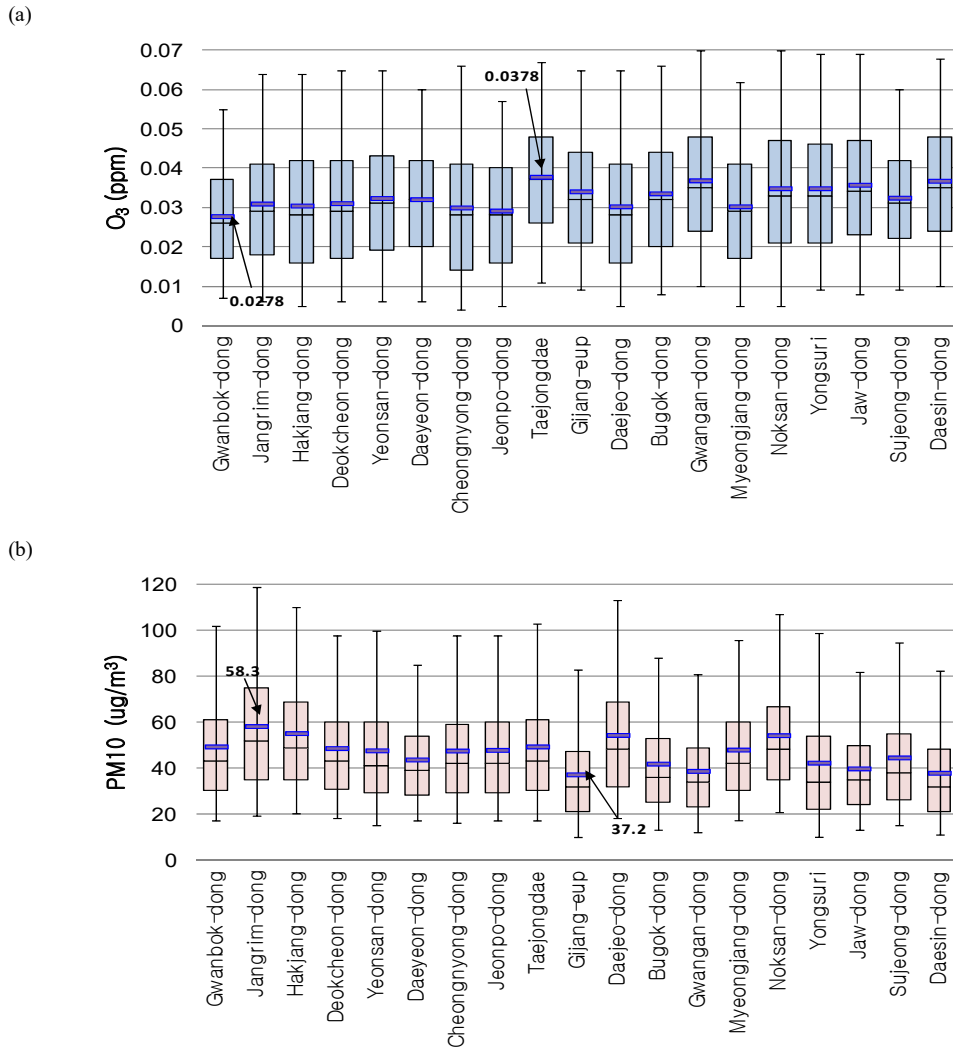 (a)
0.07
0.06
0.05
0.04
0.03
0.02
0.01
0
O3 (ppm)
0.0378
0.0278
Gwanbok-dong
Jangrim-dong
Hakjang-dong
Deokcheon-dong
Yeonsan-dong
Daeyeon-dong
Cheongnyong-dong
Jeonpo-dong
Taejongdae
Gijang-eup
Daejeo-dong
Bugok-dong
Gwangan-dong
Myeongjang-dong
Noksan-dong
Yongsuri
Jaw-dong
Sujeong-dong
Daesin-dong
(b)
120
100
80
60
40
20
0
PM10 (ug/m³)
58.3
37.2
Gwanbok-dong
Jangrim-dong
Hakjang-dong
Deokcheon-dong
Yeonsan-dong
Daeyeon-dong
Cheongnyong-dong
Jeonpo-dong
Taejongdae
Gijang-eup
Daejeo-dong
Bugok-dong
Gwangan-dong
Myeongjang-dong
Noksan-dong
Yongsuri
Jaw-dong
Sujeong-dong
Daesin-dong